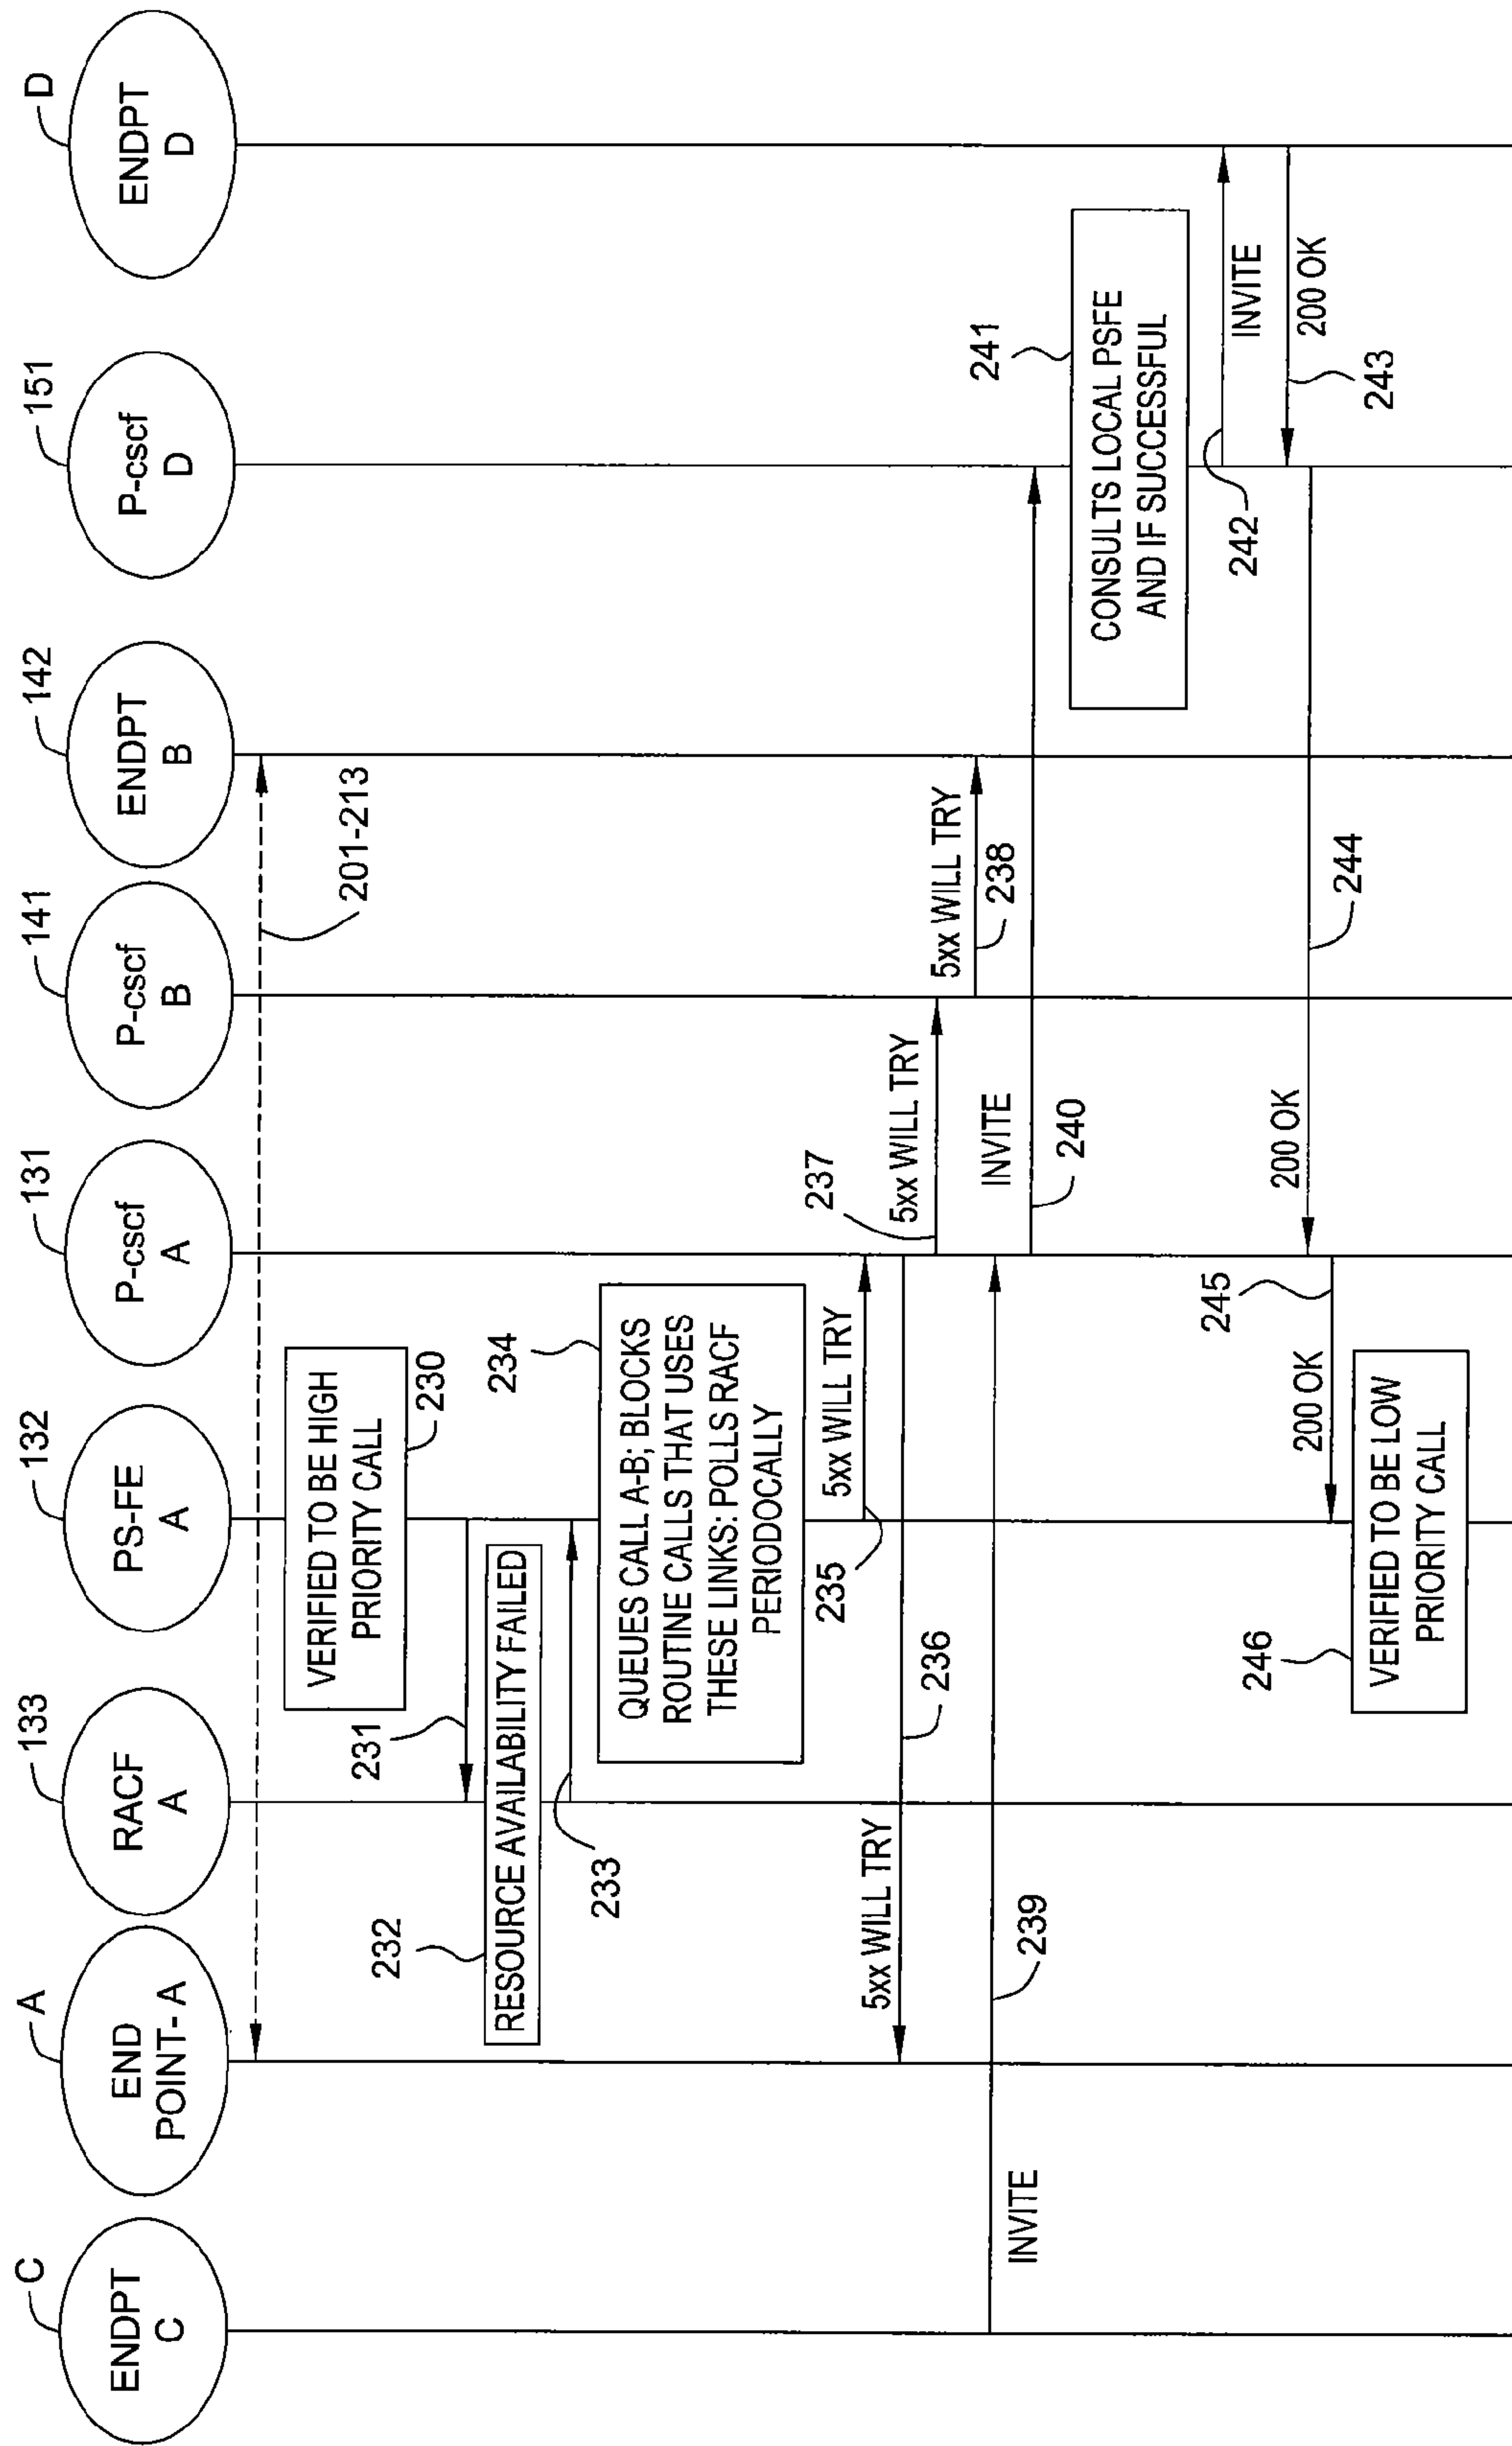 C
ENDPT
C
A
END
POINT- A
133
RACF
A
132
PS-FE
A
131
P-cscf
A
141
P-cscf
B
142
ENDPT
B
151
P-cscf
D
D
ENDPT
D
201-213
VERIFIED TO BE HIGH
PRIORITY CALL
230
231
232
RESOURCE AVAILABILITY FAILED
233
234
QUEUES CALL A-B; BLOCKS
ROUTINE CALLS THAT USES
THESE LINKS: POLLS RACF
PERIODOCALLY
5xx WILL TRY
235
5xx WILL TRY
236
237
5xx WILL TRY
5xx WILL TRY
238
INVITE
239
INVITE
240
241
CONSULTS LOCAL PSFE
AND IF SUCCESSFUL
242
INVITE
200 OK
243
200 OK
244
245
200 OK
246
VERIFIED TO BE LOW
PRIORITY CALL